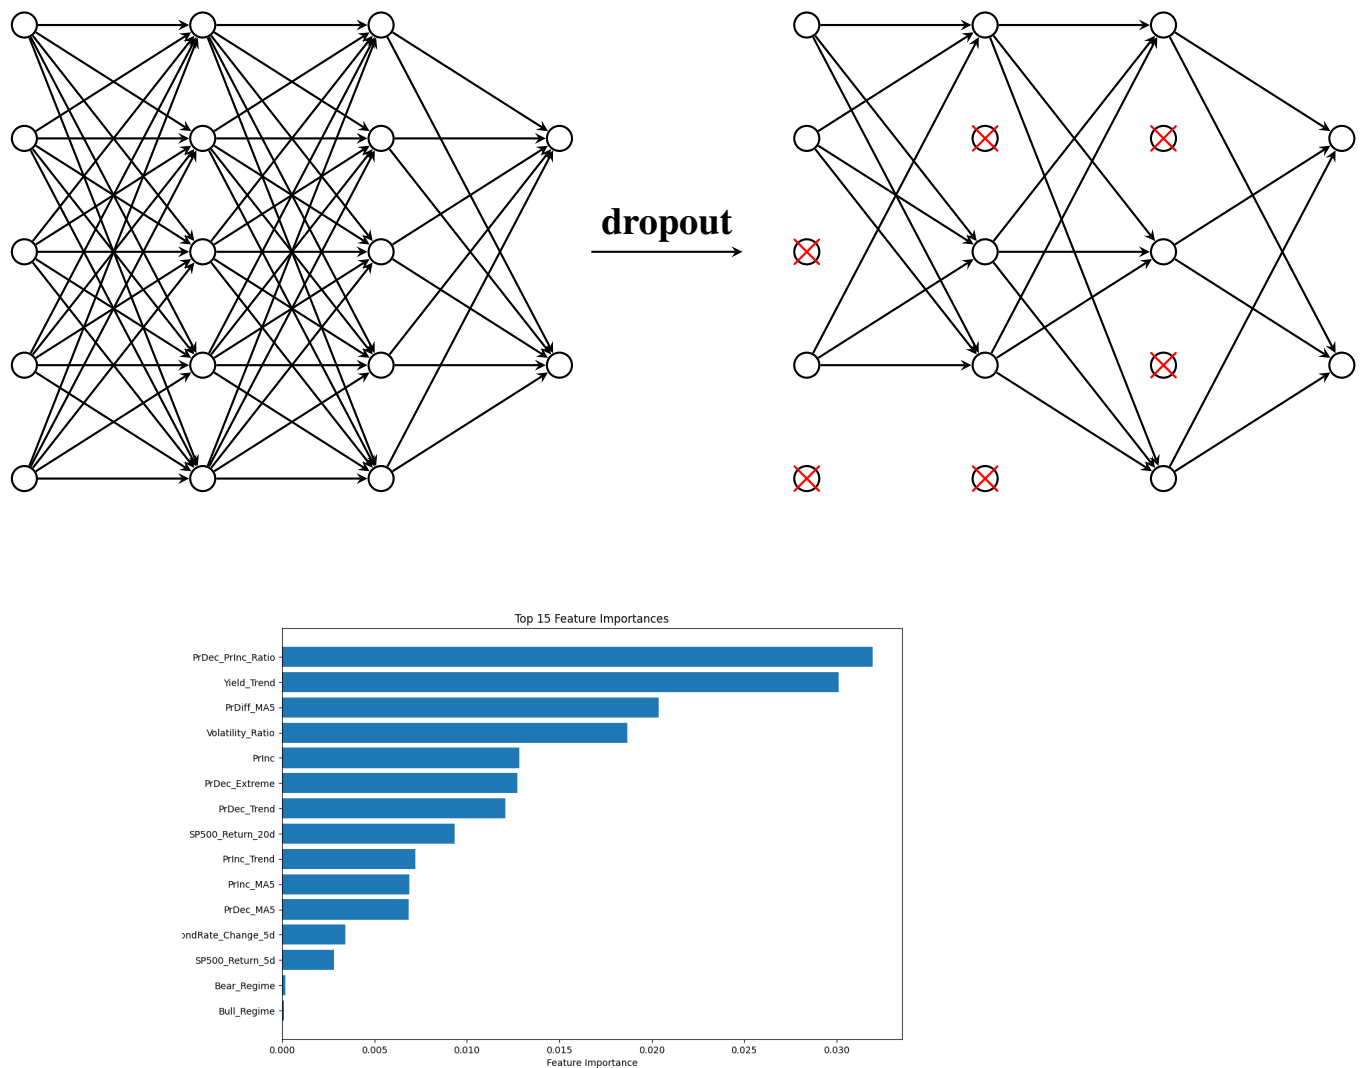 dropout
Top 15 Feature Importances
PrDec_PrInc_Ratio
Yield_Trend
PrDiff_MA5
Volatility_Ratio
PrInc
PrDec_Extreme
PrDec_Trend
SP500_Return_20d
PrInc_Trend
PrInc_MA5
PrDec_MA5
ondRate_Change_5d
SP500_Return_5d
Bear_Regime
Bull_Regime
0.000 0.005 0.010 0.015 0.020 0.025 0.030
Feature Importance